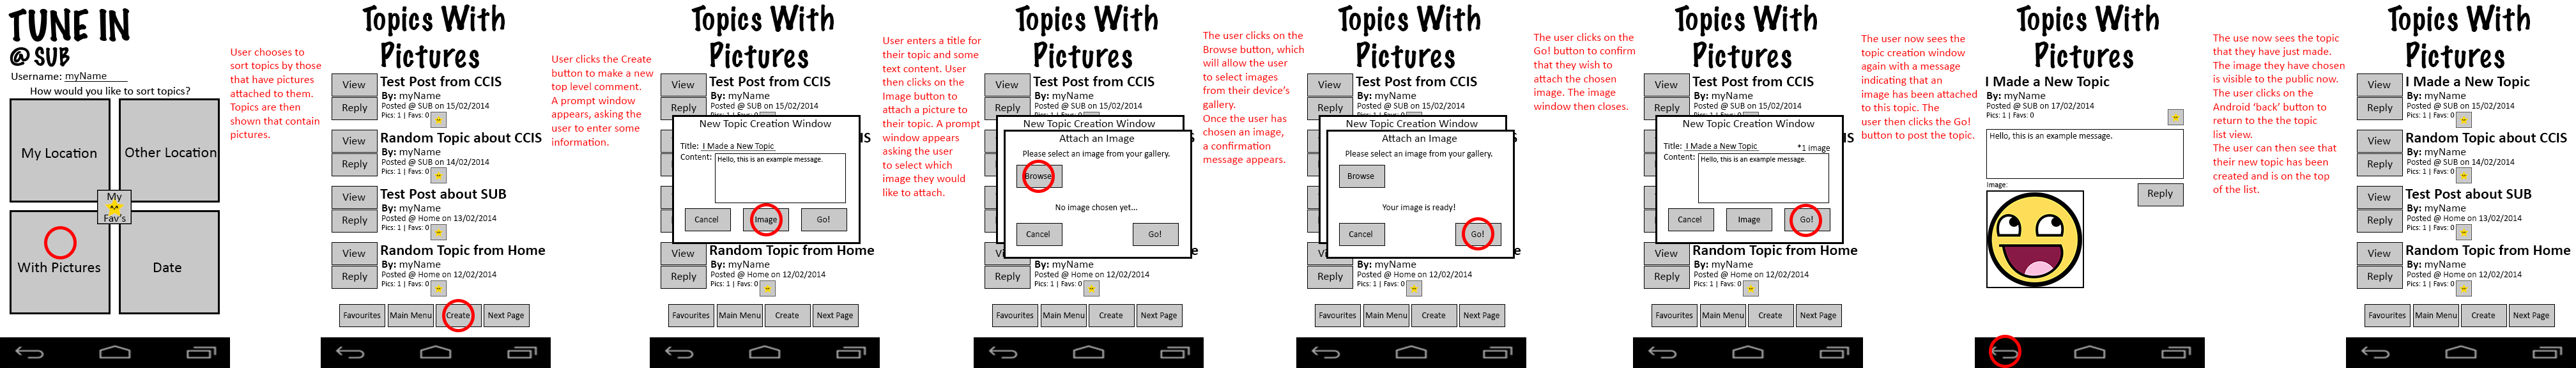 TUNE IN
@ SUB
Username: myName
How would you like to sort topics?
My Location
Other Location
My
Fav's
With Pictures
Date
User chooses to
sort topics by those
that have pictures
attached to them.
Topics are then
shown that contain
pictures.
Topics With
Pictures
View
Reply
Test Post from CCIS
By: myName
Posted @ SUB on 15/02/2014
Pics: 1 | Favs: 0
View
Reply
Random Topic about CCIS
By: myName
Posted @ SUB on 14/02/2014
Pics: 1 | Favs: 0
View
Reply
Test Post about SUB
By: myName
Posted @ Home on 13/02/2014
Pics: 1 | Favs: 0
View
Reply
Random Topic from Home
By: myName
Posted @ Home on 12/02/2014
Pics: 1 | Favs: 0
Favourites Main Menu Create Next Page
User clicks the Create
button to make a new
top level comment.
A prompt window
appears, asking the
user to enter some
information.
Topics With
Pictures
View
Reply
Test Post from CCIS
By: myName
Posted @ SUB on 15/02/2014
New Topic Creation Window
Title: I Made a New Topic
Content: Hello, this is an example message.
Cancel Image Go!
IS
View
Reply
Random Topic from Home
By: myName
Posted @ Home on 12/02/2014
Pics: 1 | Favs: 0
Favourites Main Menu Create Next Page
User enters a title for
their topic and some
text content. User
then clicks on the
Image button to
attach a picture to
their topic. A prompt
window appears
asking the user
to select which
image they would
like to attach.
Topics With
Pictures
View
Reply
Test Post from CCIS
By: myName
Posted @ SUB on 15/02/2014
New Topic Creation Window
Attach an Image
Please select an image from your gallery.
Browse
No image chosen yet...
Cancel Go!
IS
Vi
e
Reply
By: myName
Posted @ Home on 12/02/2014
Pics: 1 | Favs: 0
Favourites Main Menu Create Next Page
The user clicks on the
Browse button, which
will allow the user
to select images
from their device's
gallery.
Once the user has
chosen an image,
a confirmation
message appears.
Topics With
Pictures
View
Reply
Test Post from CCIS
By: myName
Posted @ SUB on 15/02/2014
New Topic Creation Window
Attach an Image
Please select an image from your gallery.
Browse
Your image is ready!
Cancel Go!
IS
Vi
e
Reply
By: myName
Posted @ Home on 12/02/2014
Pics: 1 | Favs: 0
Favourites Main Menu Create Next Page
The user clicks on the
Go! button to confirm
that they wish to
attach the chosen
image. The image
window then closes.
Topics With
Pictures
View
Reply
Test Post from CCIS
By: myName
Posted @ SUB on 15/02/2014
New Topic Creation Window
Title: I Made a New Topic *1 image
Content: Hello, this is an example message.
Cancel Image Go!
IS
View
Reply
Random Topic from Home
By: myName
Posted @ Home on 12/02/2014
Pics: 1 | Favs: 0
Favourites Main Menu Create Next Page
The user now sees the
topic creation window
again with a message
indicating that an
image has been attached
to this topic. The
user then clicks the Go!
button to post the topic.
Topics With
Pictures
I Made a New Topic
By: myName
Posted @ SUB on 17/02/2014
Pics: 1 | Favs: 0
Hello, this is an example message.
Image:
Reply
The use now sees the topic
that they have just made.
The image they have chosen
is visible to the public now.
The user clicks on the
Android 'back' button to
return to the the topic
list view.
The user can then see that
their new topic has been
created and is on the top
of the list.
Topics With
Pictures
View
Reply
I Made a New Topic
By: myName
Posted @ SUB on 15/02/2014
Pics: 1 | Favs: 0
View
Reply
Random Topic about CCIS
By: myName
Posted @ SUB on 14/02/2014
Pics: 1 | Favs: 0
View
Reply
Test Post about SUB
By: myName
Posted @ Home on 13/02/2014
Pics: 1 | Favs: 0
View
Reply
Random Topic from Home
By: myName
Posted @ Home on 12/02/2014
Pics: 1 | Favs: 0
Favourites Main Menu Create Next Page